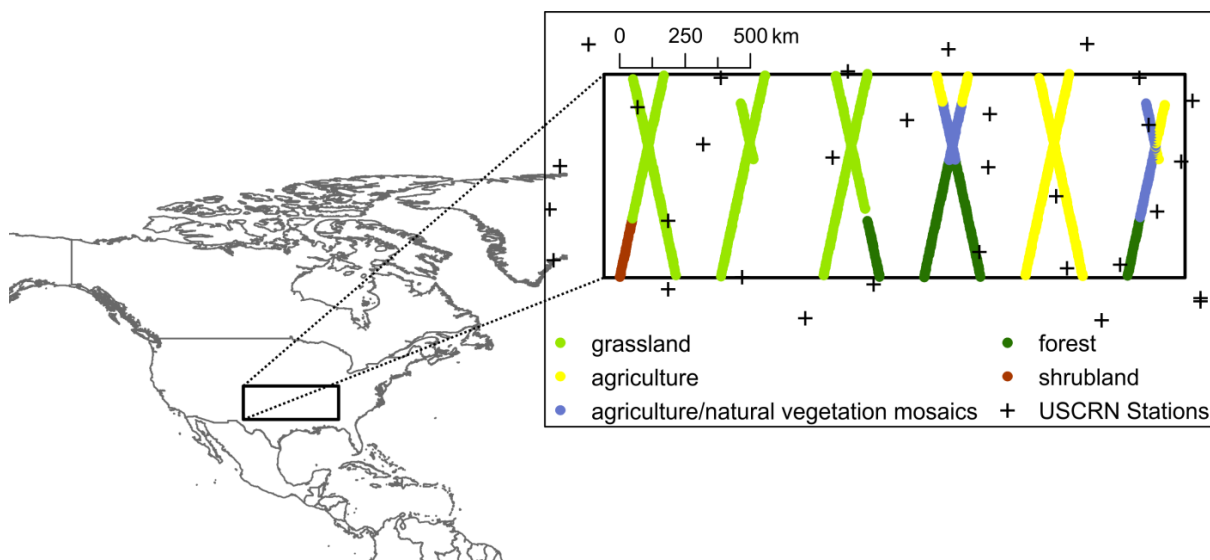 0 250 500 km
grassland
forest
agriculture
shrubland
agriculture/natural vegetation mosaics
USCRN Stations